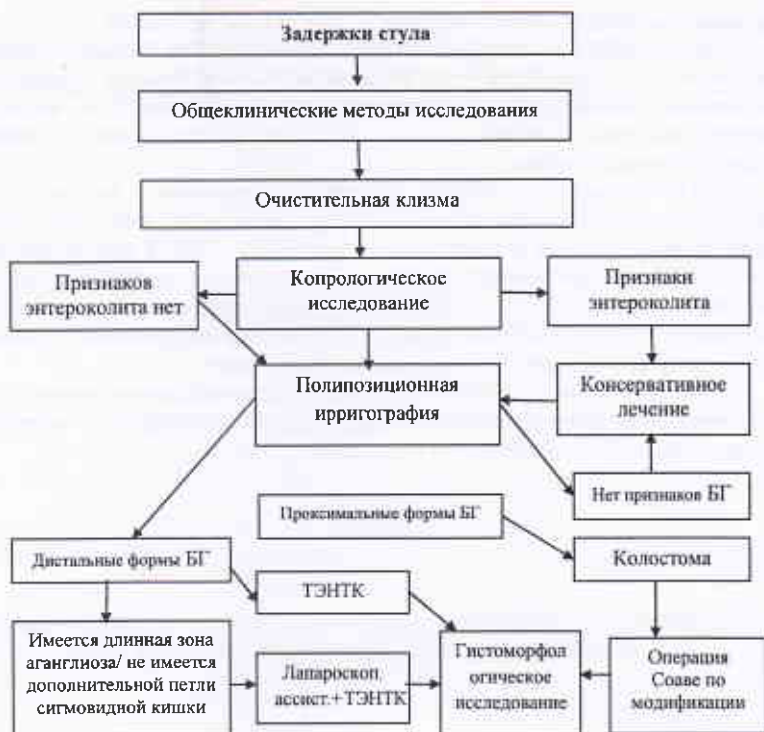 Задержки стула
Общеклинические методы исследования
Очистительная клизма
Признаков
энтероколита нет
Копрологическое
исследование
Признаки
энтероколита
Полипозиционная
ирригография
Консервативное
лечение
Нет признаков БГ
Проксимальные формы БГ
Дистальные формы БГ
Колостома
ТЭНТК
Имеется длинная зона
аганглиоза/ не имеется
дополнительной петли
сигмовидной кишки
Лапароскоп.
ассист.+ТЭНТК
Гистоморфол
огическое
исследование
Операция
Соаве по
модификации